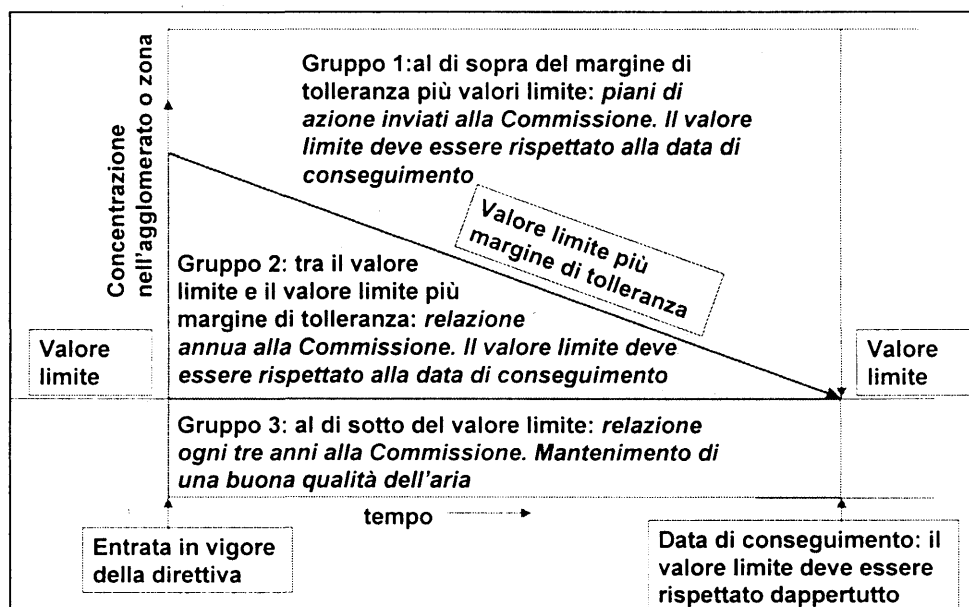 Concentrazione
nell'agglomerato o zona
Gruppo 1:al di sopra del margine di
tolleranza più valori limite: piani di
azione inviati alla Commissione. Il valore
limite deve essere rispettato alla data di
conseguimento
Valore limite più
margine di tolleranza
Gruppo 2: tra il valore
limite e il valore limite più
margine di tolleranza: relazione
annua alla Commissione. Il valore limite deve
essere rispettato alla data di conseguimento
Valore
limite
Valore
limite
Gruppo 3: al di sotto del valore limite: relazione
ogni tre anni alla Commissione. Mantenimento di
una buona qualità dell'aria
tempo
Entrata in vigore
della direttiva
Data di conseguimento: il
valore limite deve essere
rispettato dappertutto